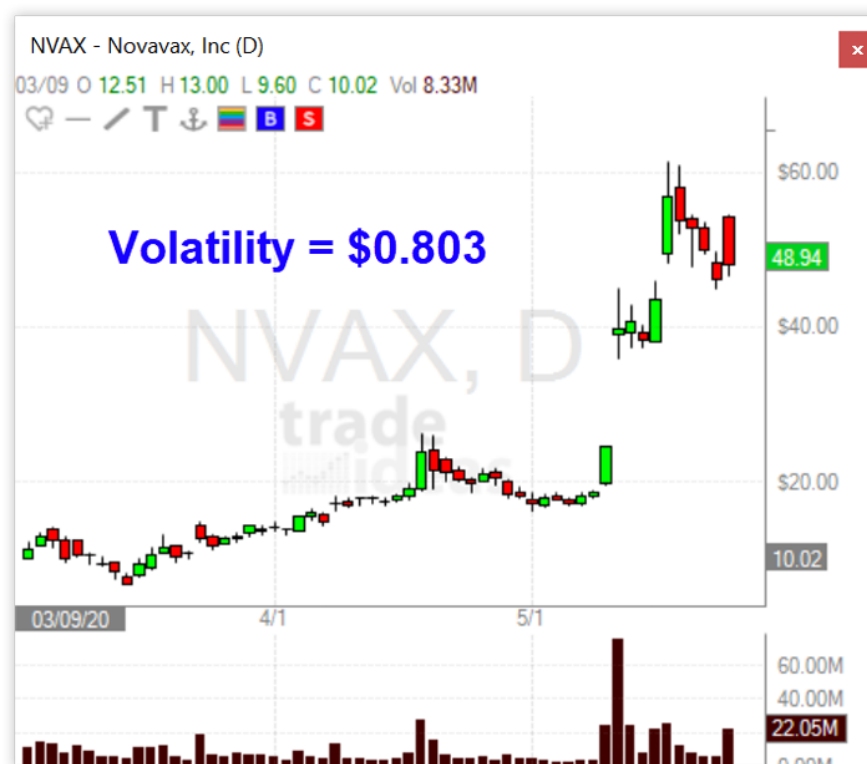 NVAX - Novavax, Inc (D)
×
03/09 O 12.51 H 13.00 L 9.60 C 10.02 Vol 8.33M
T B S
$60.00
Volatility = $0.803
48.94
NVAX, D
$40.00
trade
ideas
$20.00
10.02
03/09/20 4/1 5/1
60.00M
40.00M
22.05M
0.00M